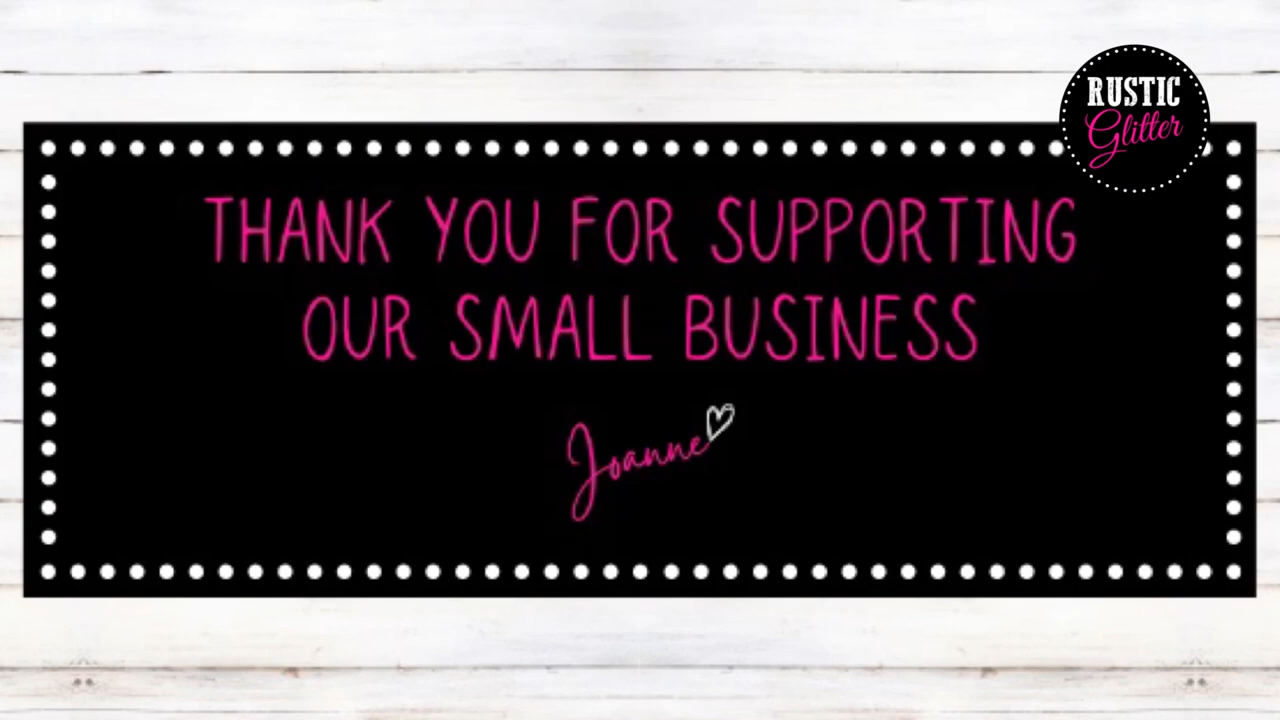 RUSTIC
Glitter
THANK YOU FOR SUPPORTING
OUR SMALL BUSINESS
Joanne